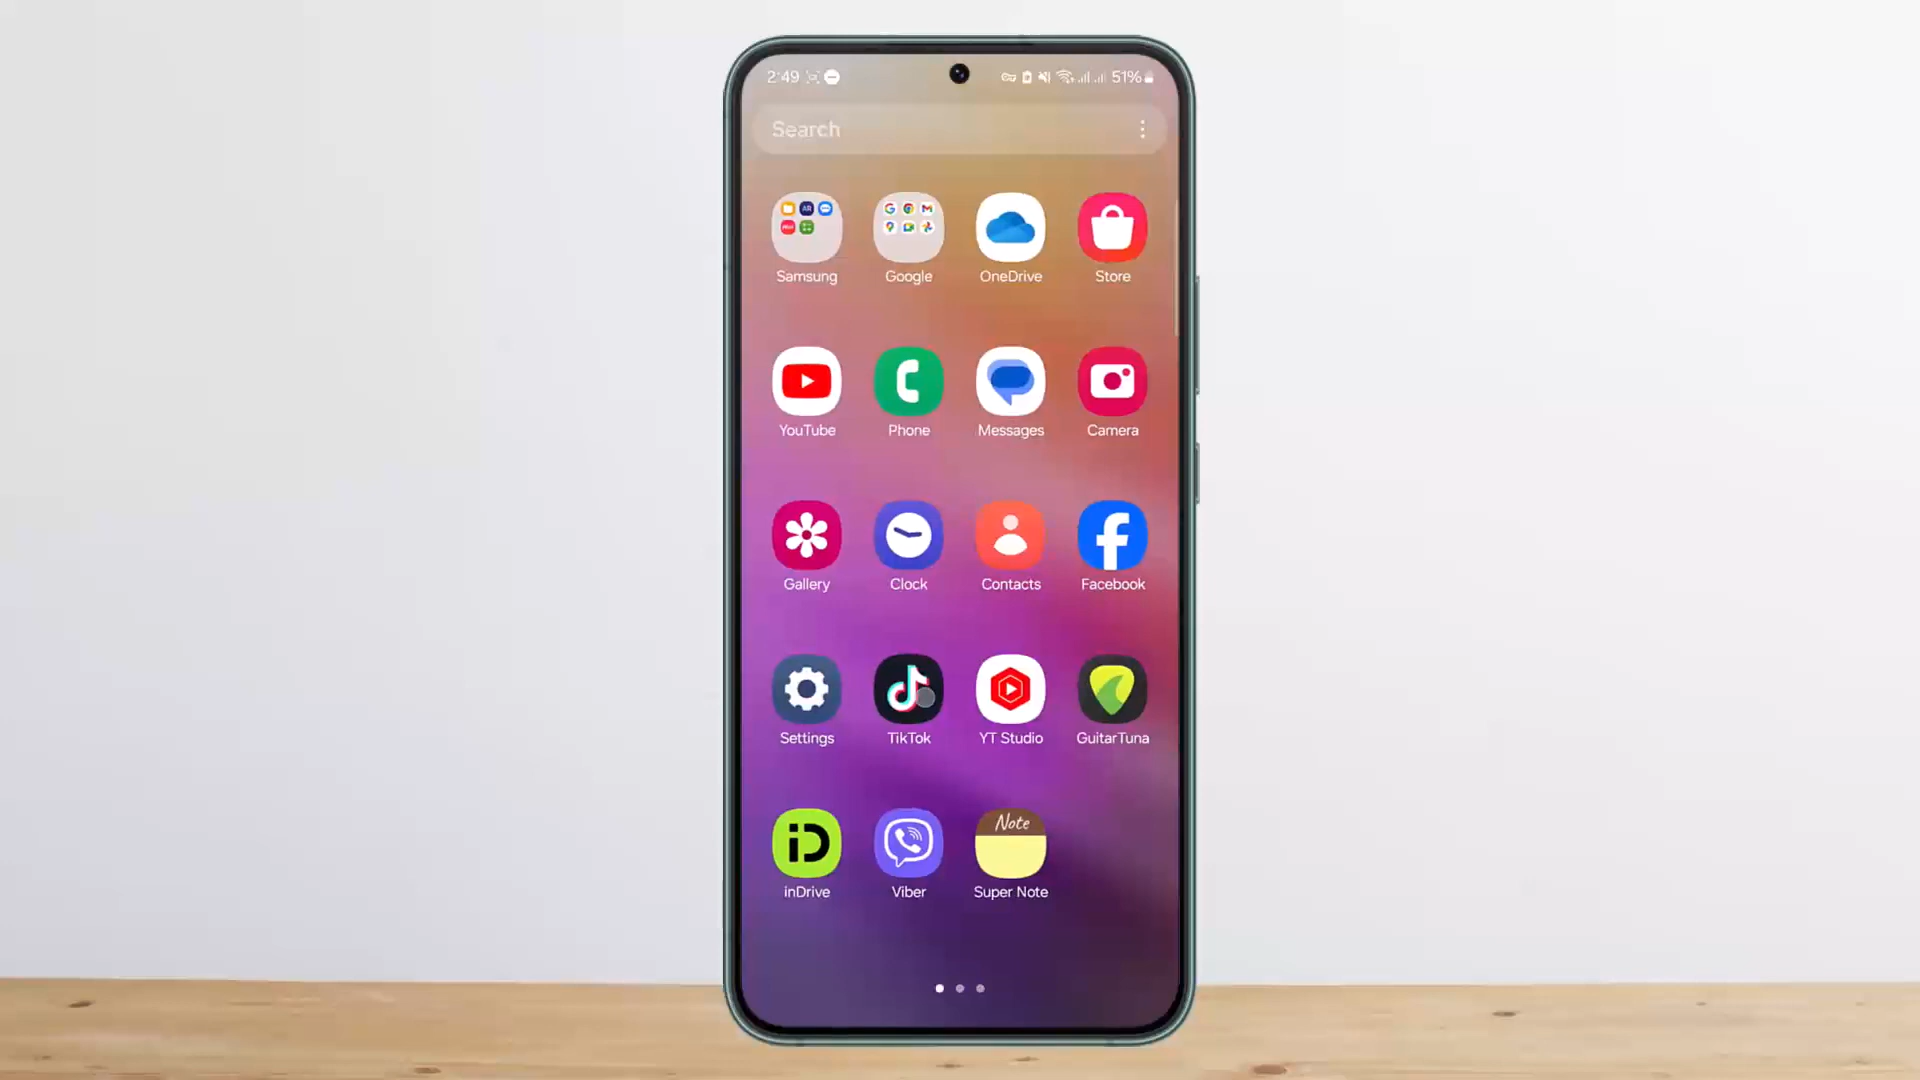 2:49
51%
Search
Samsung
Google
OneDrive
Store
YouTube
Phone
Messages
Camera
Gallery
Clock
Contacts
Facebook
Settings
TikTok
YT Studio
GuitarTuna
iD
Note
inDrive
Viber
Super Note